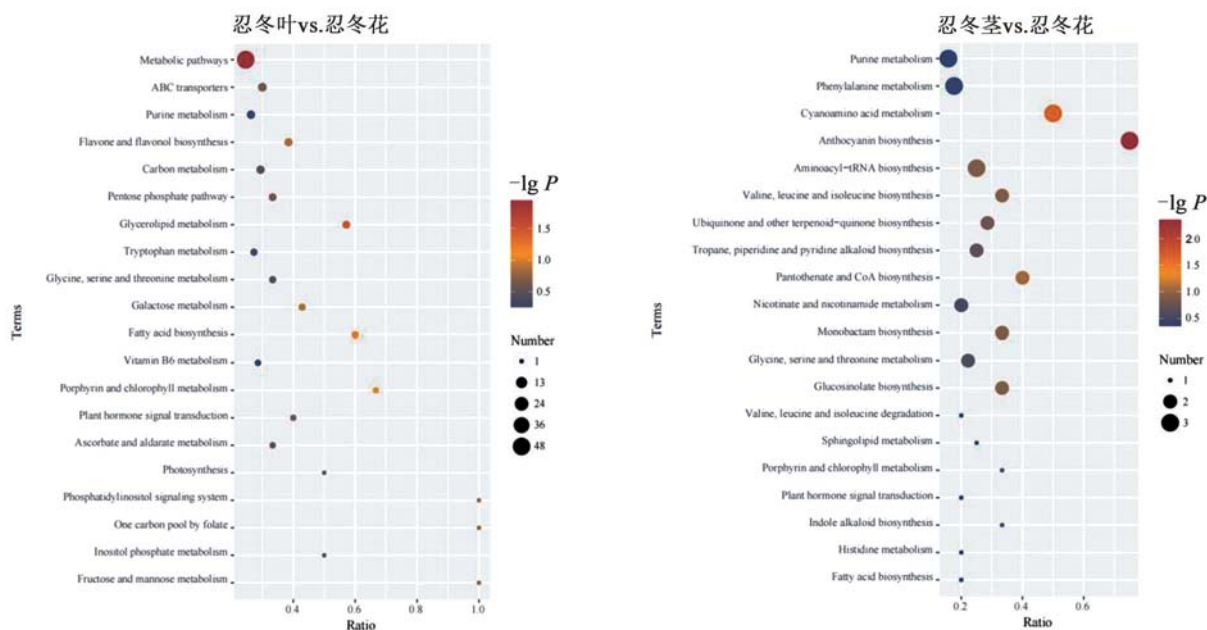 忍冬叶vs.忍冬花
Metabolic pathways
ABC transporters
Purine metabolism
Flavone and flavonol biosynthesis
Carbon metabolism
Pentose phosphate pathway
Glycerolipid metabolism
Tryptophan metabolism
Glycine, serine and threonine metabolism
Galactose metabolism
Fatty acid biosynthesis
Vitamin B6 metabolism
Porphyrin and chlorophyll metabolism
Plant hormone signal transduction
Ascorbate and aldarate metabolism
Photosynthesis
Phosphatidylinositol signaling system
One carbon pool by folate
Inositol phosphate metabolism
Fructose and mannose metabolism
Terms
0.4 0.6 0.8 1.0
Ratio
−lg P
1.5
1.0
0.5
Number
1
13
24
36
48
忍冬茎vs.忍冬花
Purine metabolism
Phenylalanine metabolism
Cyanoamino acid metabolism
Anthocyanin biosynthesis
Aminoacyl−tRNA biosynthesis
Valine, leucine and isoleucine biosynthesis
Ubiquinone and other terpenoid−quinone biosynthesis
Tropane, piperidine and pyridine alkaloid biosynthesis
Pantothenate and CoA biosynthesis
Nicotinate and nicotinamide metabolism
Monobactam biosynthesis
Glycine, serine and threonine metabolism
Glucosinolate biosynthesis
Valine, leucine and isoleucine degradation
Sphingolipid metabolism
Porphyrin and chlorophyll metabolism
Plant hormone signal transduction
Indole alkaloid biosynthesis
Histidine metabolism
Fatty acid biosynthesis
Terms
0.2 0.4 0.6
Ratio
−lg P
2.0
1.5
1.0
0.5
Number
1
2
3